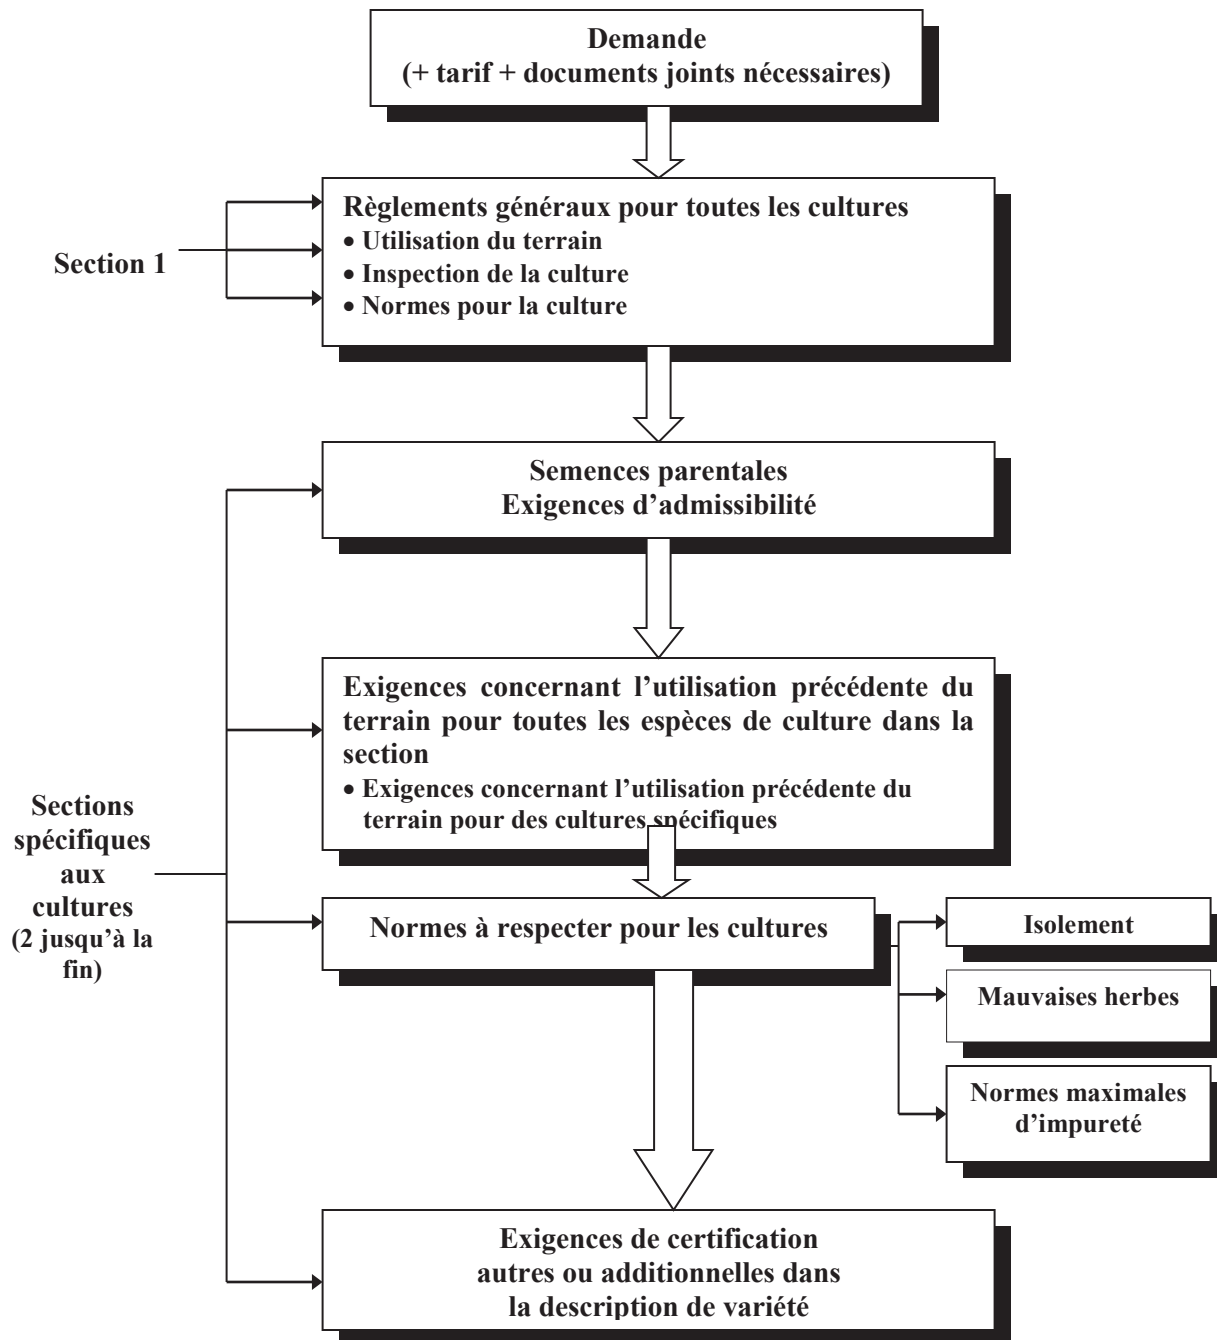 Demande
(+ tarif + documents joints nécessaires)
Section 1
Règlements généraux pour toutes les cultures
• Utilisation du terrain
• Inspection de la culture
• Normes pour la culture
Semences parentales
Exigences d’admissibilité
Exigences concernant l’utilisation précédente du
terrain pour toutes les espèces de culture dans la
section
• Exigences concernant l’utilisation précédente du
terrain pour des cultures spécifiques
Sections
spécifiques
aux
cultures
(2 jusqu’à la
fin)
Normes à respecter pour les cultures
Isolement
Mauvaises herbes
Normes maximales
d’impureté
Exigences de certification
autres ou additionnelles dans
la description de variété